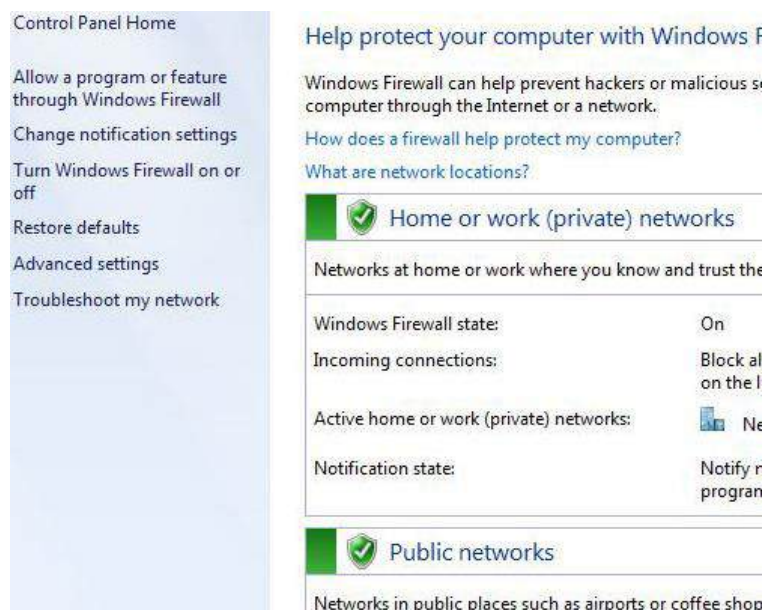 Control Panel Home
Allow a program or feature
through Windows Firewall
Change notification settings
Turn Windows Firewall on or
off
Restore defaults
Advanced settings
Troubleshoot my network
Help protect your computer with Windows
Windows Firewall can help prevent hackers or malicious
computer through the Internet or a network.
How does a firewall help protect my computer?
What are network locations?
Home or work (private) networks
Networks at home or work where you know and trust the
Windows Firewall state: On
Incoming connections: Block
on the
Active home or work (private) networks:
Notification state: Notify
Public networks
Networks in public places such as airports or coffee